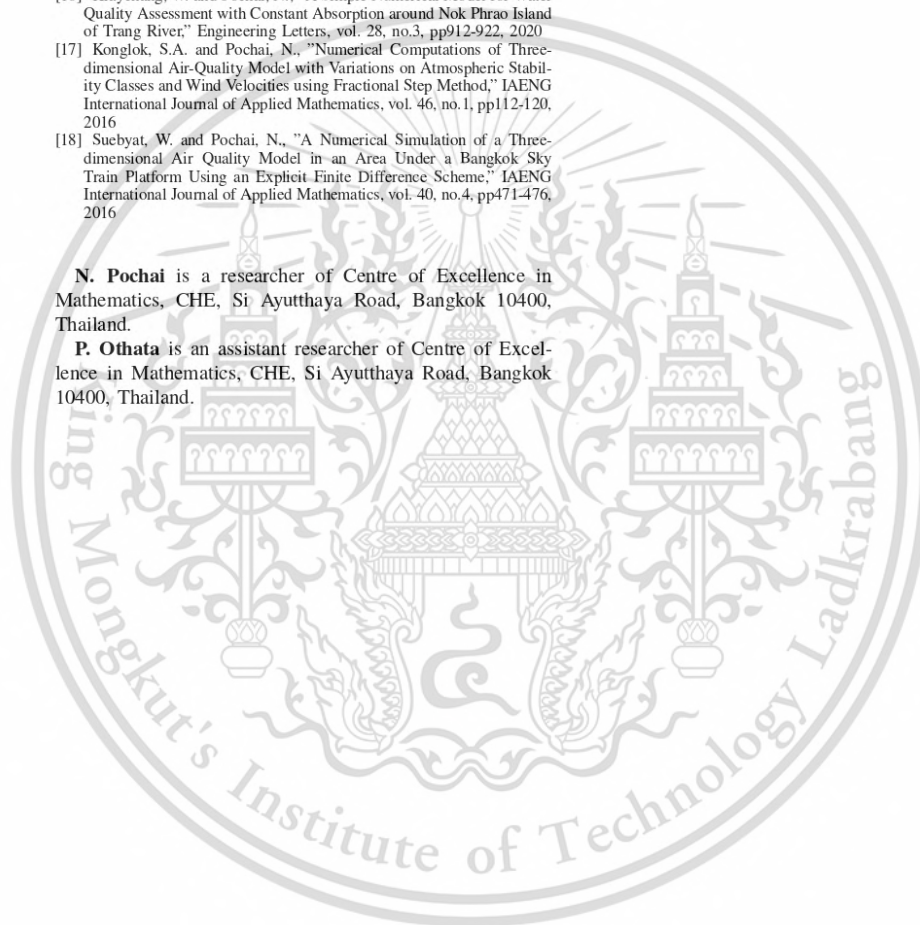 Quality Assessment with Constant Absorption around Nok Phrao Island
of Trang River,” Engineering Letters, vol. 28, no.3, pp912-922, 2020
[17] Konglok, S.A. and Pochai, N., ”Numerical Computations of Three-
dimensional Air-Quality Model with Variations on Atmospheric Stabil-
ity Classes and Wind Velocities using Fractional Step Method,” IAENG
International Journal of Applied Mathematics, vol. 46, no.1, pp112-120,
2016
[18] Suebyat, W. and Pochai, N., ”A Numerical Simulation of a Three-
dimensional Air Quality Model in an Area Under a Bangkok Sky
Train Platform Using an Explicit Finite Difference Scheme,” IAENG
International Journal of Applied Mathematics, vol. 40, no.4, pp471-476,
2016
N. Pochai is a researcher of Centre of Excellence in
Mathematics, CHE, Si Ayutthaya Road, Bangkok 10400,
Thailand.
P. Othata is an assistant researcher of Centre of Excel-
lence in Mathematics, CHE, Si Ayutthaya Road, Bangkok
10400, Thailand.
King Mongkut's Institute of Technology Ladkrabang